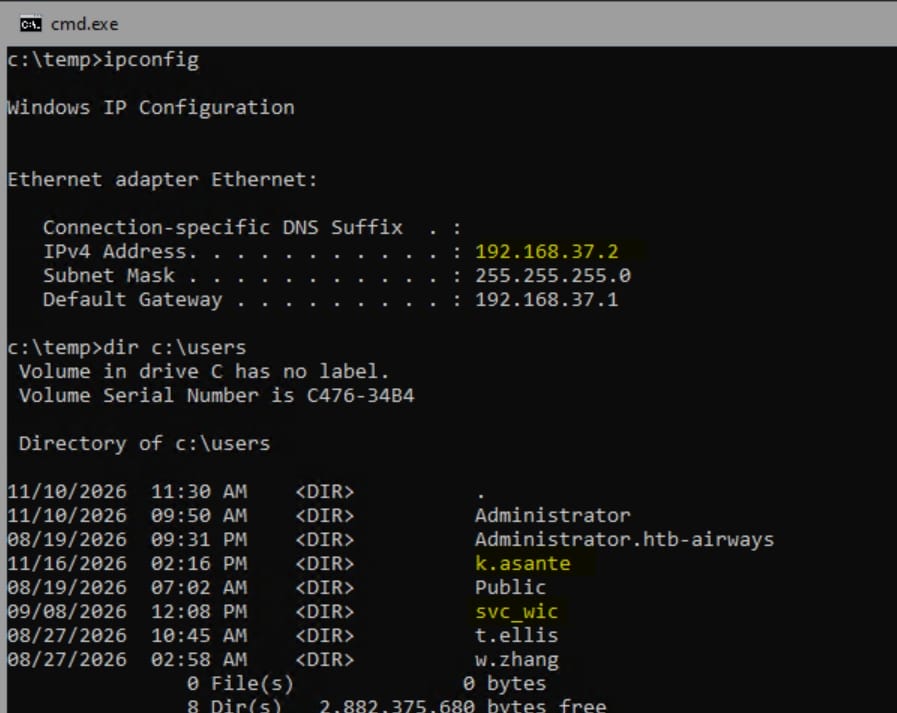 cmd.exe
c:\temp>ipconfig
Windows IP Configuration
Ethernet adapter Ethernet:
Connection-specific DNS Suffix  . :
IPv4 Address. . . . . . . . . . . : 192.168.37.2
Subnet Mask . . . . . . . . . . . : 255.255.255.0
Default Gateway . . . . . . . . . : 192.168.37.1
c:\temp>dir c:\users
Volume in drive C has no label.
Volume Serial Number is C476-34B4
Directory of c:\users
11/10/2026  11:30 AM    <DIR>          .
11/10/2026  09:50 AM    <DIR>          Administrator
08/19/2026  09:31 PM    <DIR>          Administrator.htb-airways
11/16/2026  02:16 PM    <DIR>          k.asante
08/19/2026  07:02 AM    <DIR>          Public
09/08/2026  12:08 PM    <DIR>          svc_wic
08/27/2026  10:45 AM    <DIR>          t.ellis
08/27/2026  02:58 AM    <DIR>          w.zhang
0 File(s)              0 bytes
8 Dir(s)   2,882,375,680 bytes free